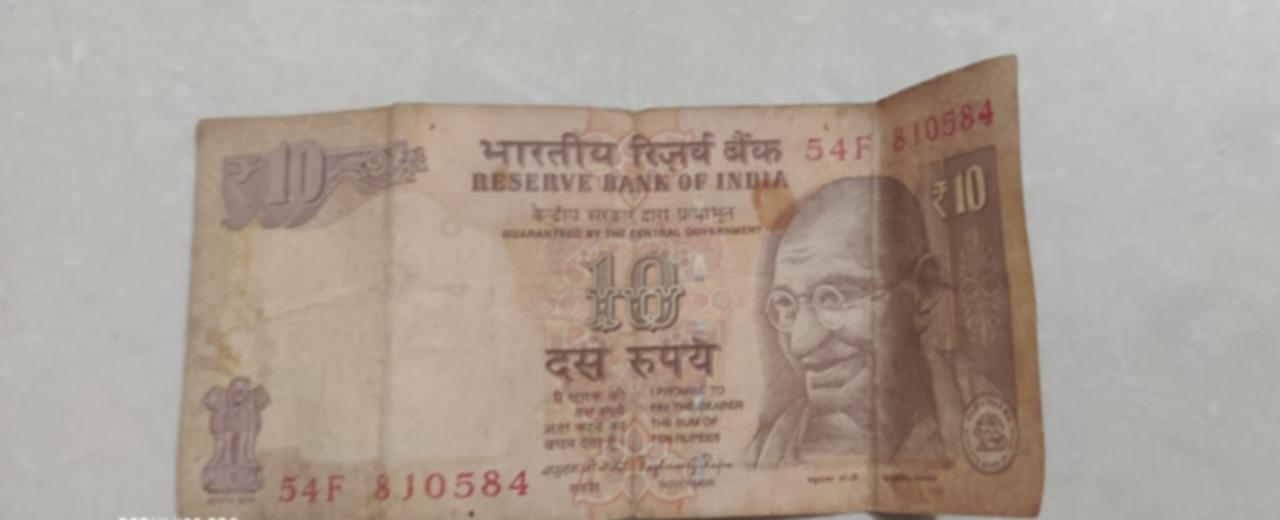 ₹10
भारतीय रिज़र्व बैंक
54F 810584
RESERVE BANK OF INDIA
₹10
केन्द्रीय सरकार द्वारा प्रत्याभूत
GUARANTEED BY THE CENTRAL GOVERNMENT
10
दस रुपये
मैं धारक को
दस रुपये
अदा करने का
वचन देता हूँ
I PROMISE TO
PAY THE BEARER
THE SUM OF
TEN RUPEES
54F 810584
गवर्नर
GOVERNOR